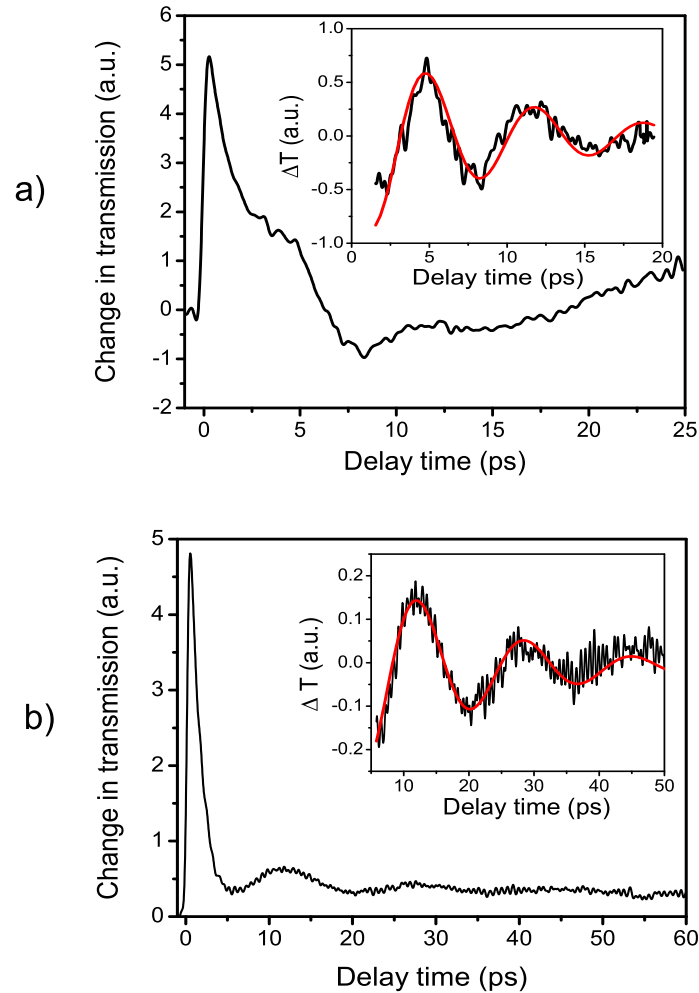 a)
Change in transmission (a.u.)
6
5
4
3
2
1
0
-1
-2
0 5 10 15 20 25
Delay time (ps)
ΔT (a.u.)
1.0
0.5
0.0
-0.5
-1.0
0 5 10 15 20
Delay time (ps)
b)
Change in transmission (a.u.)
5
4
3
2
1
0
0 10 20 30 40 50 60
Delay time (ps)
Δ T (a.u.)
0.2
0.1
0.0
-0.1
-0.2
10 20 30 40 50
Delay time (ps)